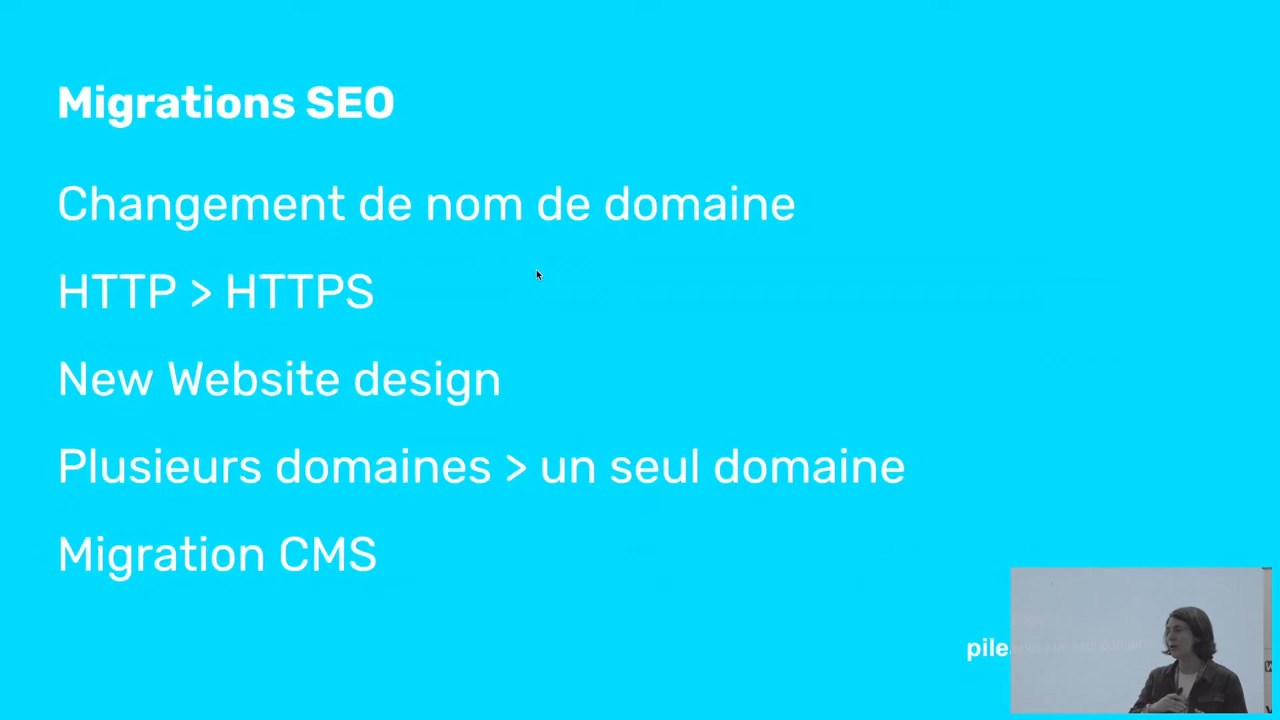 Migrations SEO
Changement de nom de domaine
HTTP > HTTPS
New Website design
Plusieurs domaines > un seul domaine
Migration CMS